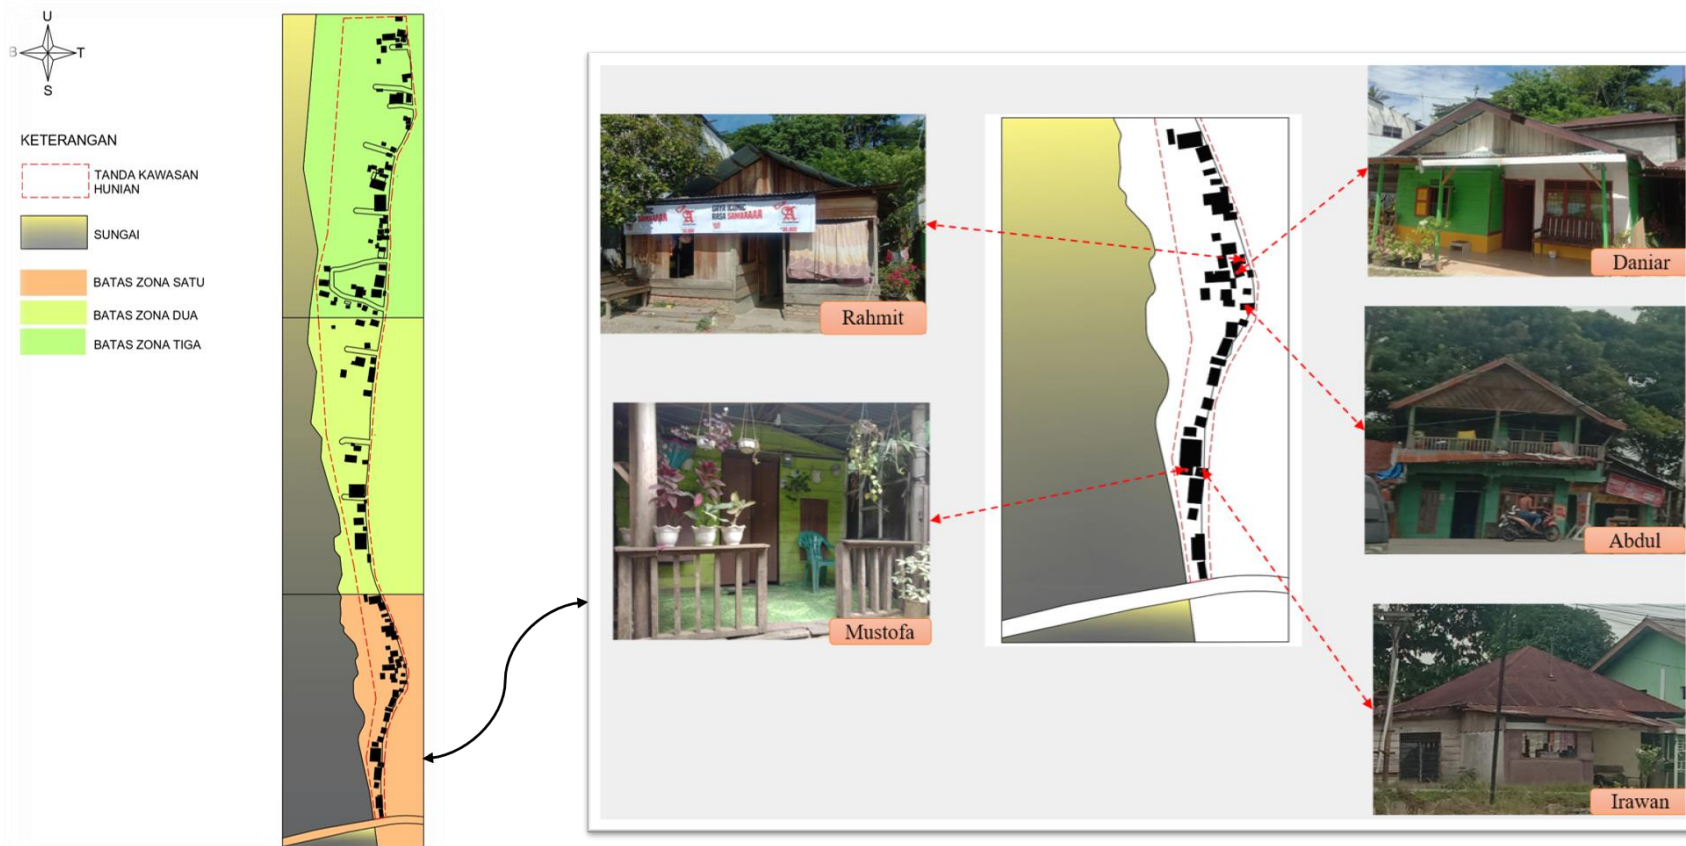 U
B
T
S
KETERANGAN
TANDA KAWASAN
HUNIAN
SUNGAI
BATAS ZONA SATU
BATAS ZONA DUA
BATAS ZONA TIGA
RASA
Rahmit
Daniar
Abdul
Mustofa
Irawan